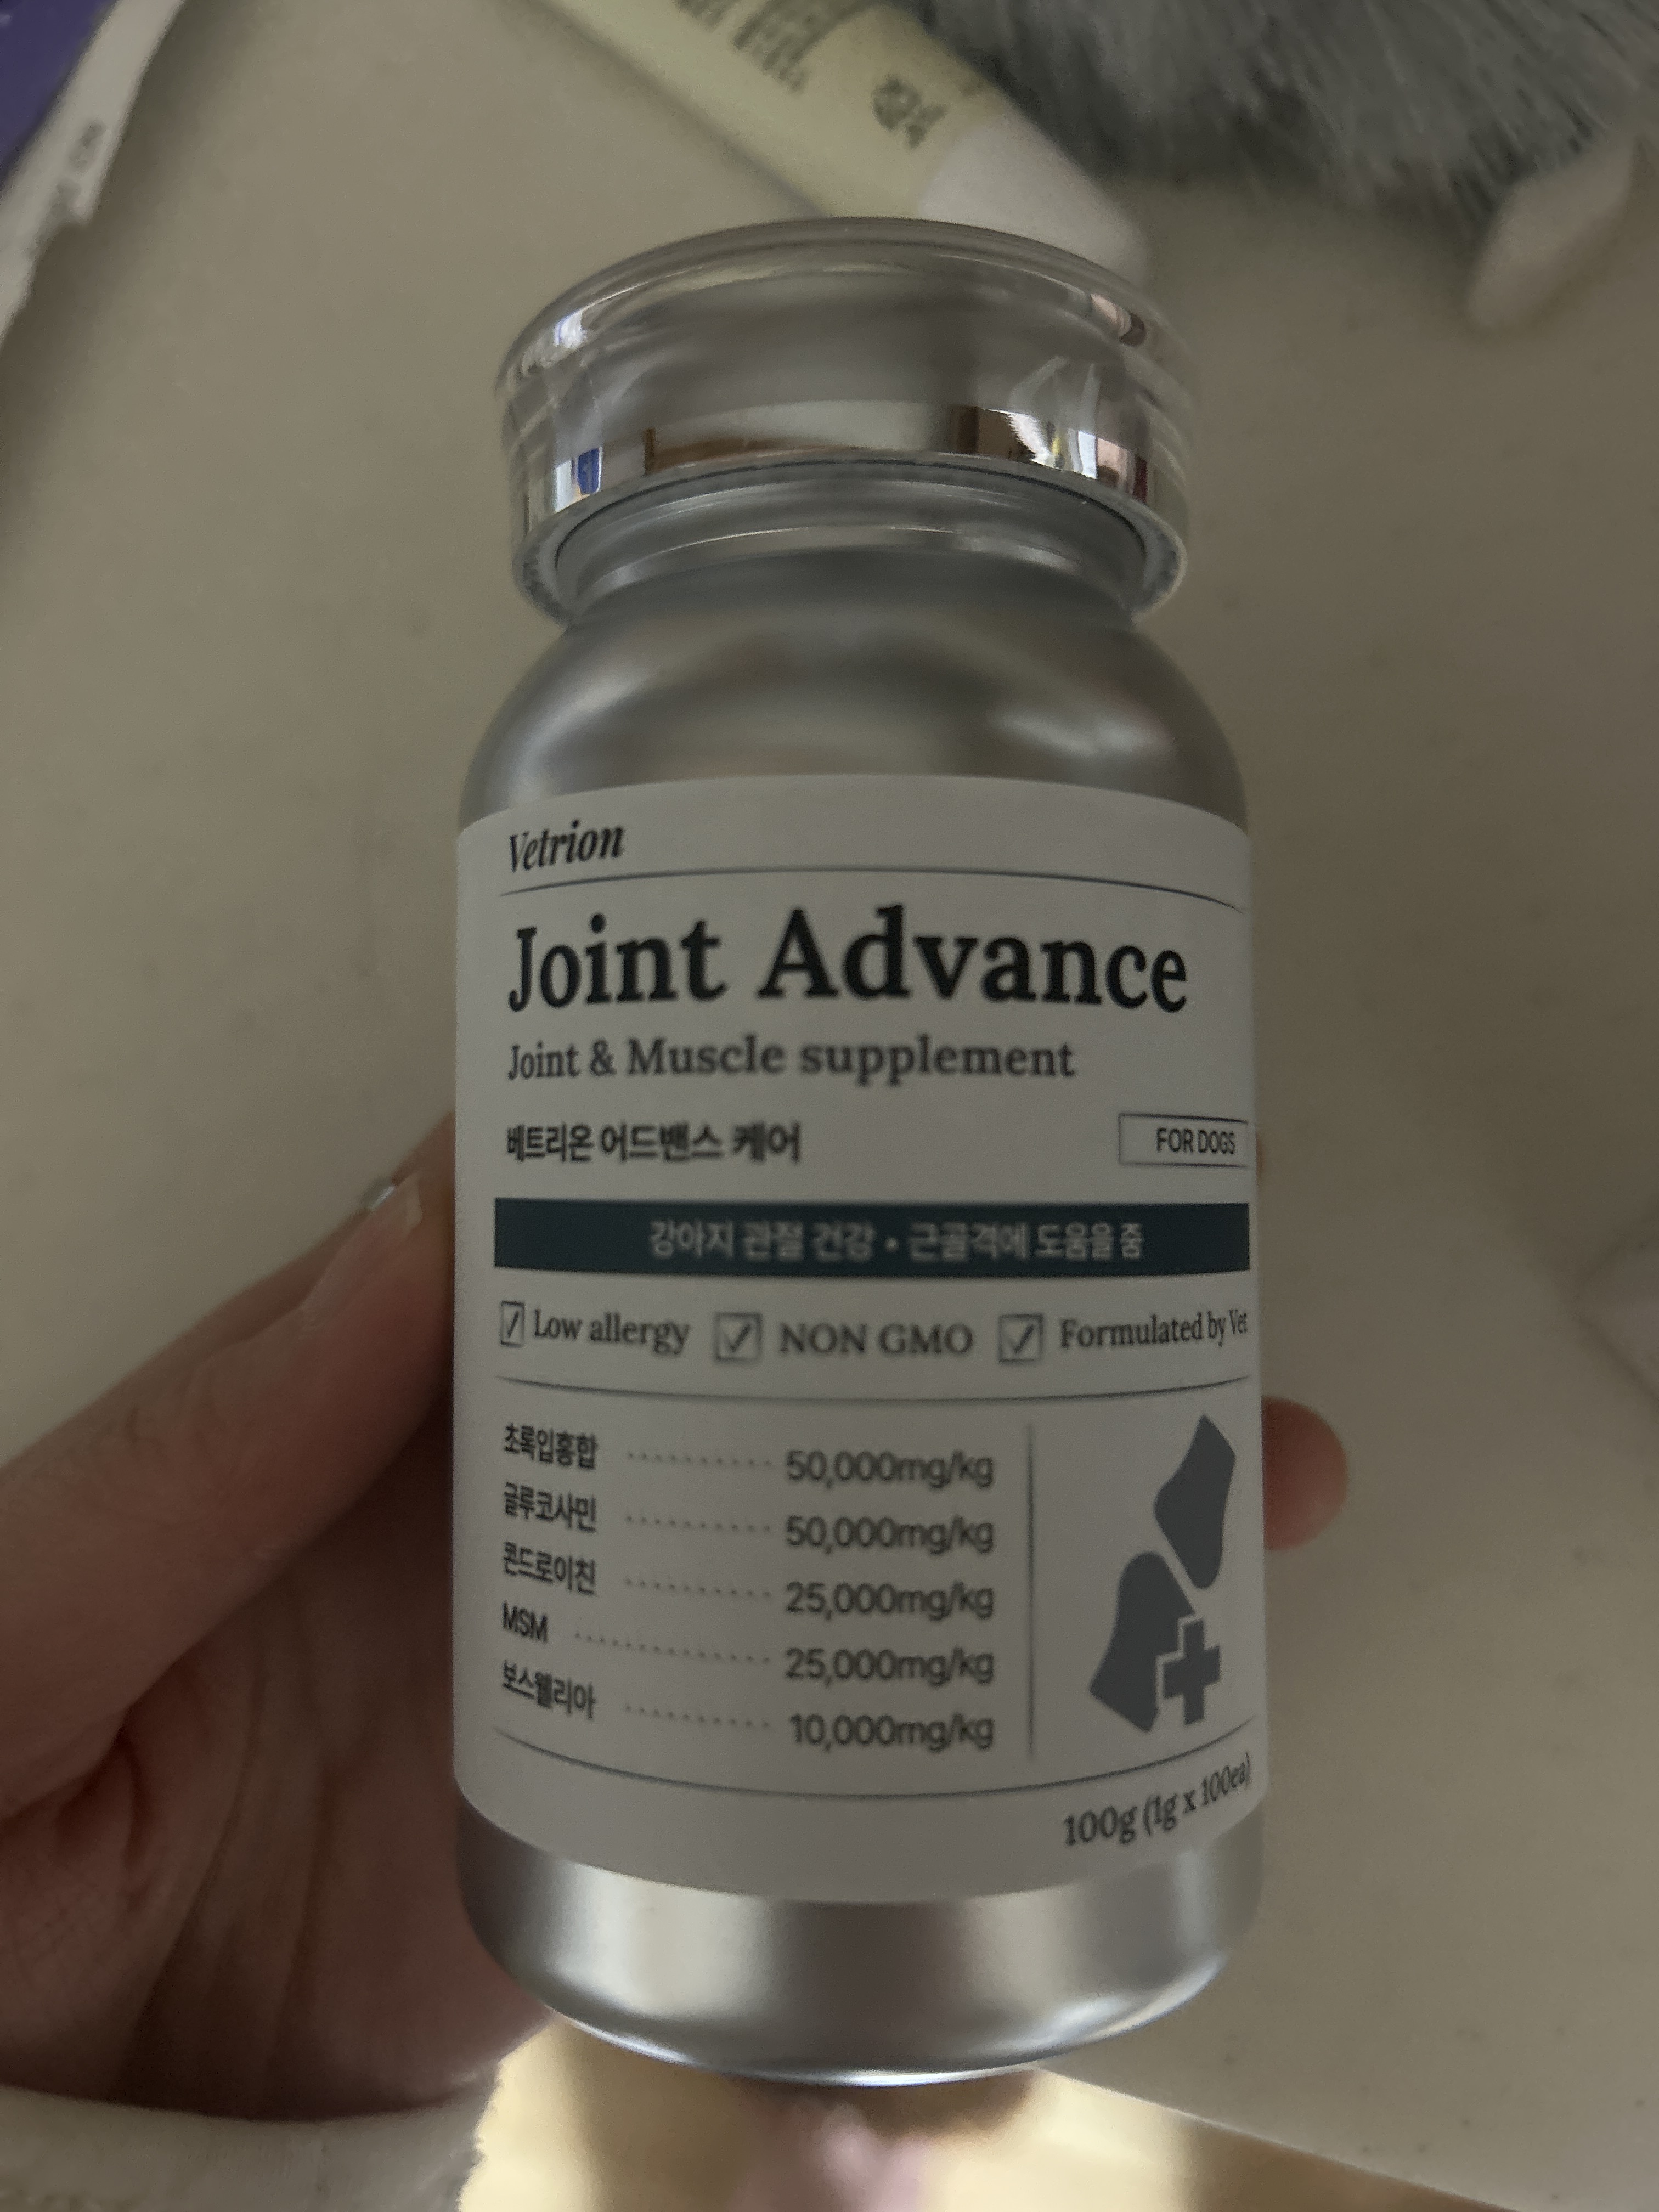 Vetrion
Joint Advance
Joint & Muscle supplement
베트리온 어드밴스 케어
FOR DOGS
강아지 관절 건강 • 근골격에 도움을 줌
☑ Low allergy ☑ NON GMO ☑ Formulated by Vet
초록입홍합 .......... 50,000mg/kg
글루코사민 .......... 50,000mg/kg
콘드로이친 .......... 25,000mg/kg
MSM ............. 25,000mg/kg
보스웰리아 .......... 10,000mg/kg
100g (1g x 100ea)